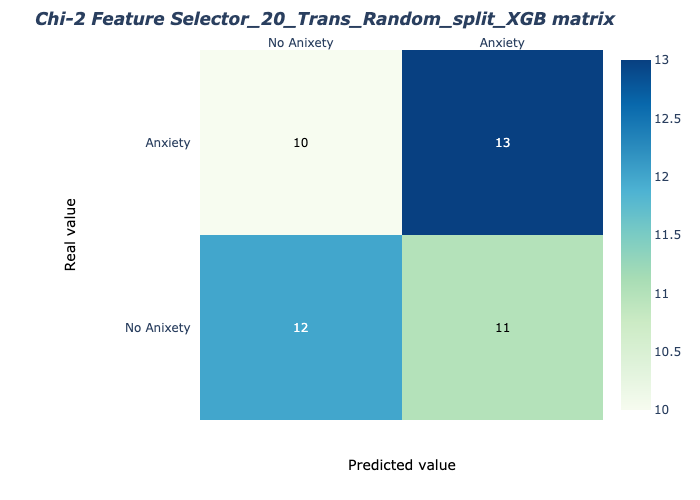 Chi-2 Feature Selector_20_Trans_Random_split_XGB matrix
No Anixety Anxiety
Anxiety
No Anixety
Real value
10 13
12 11
Predicted value
13
12.5
12
11.5
11
10.5
10